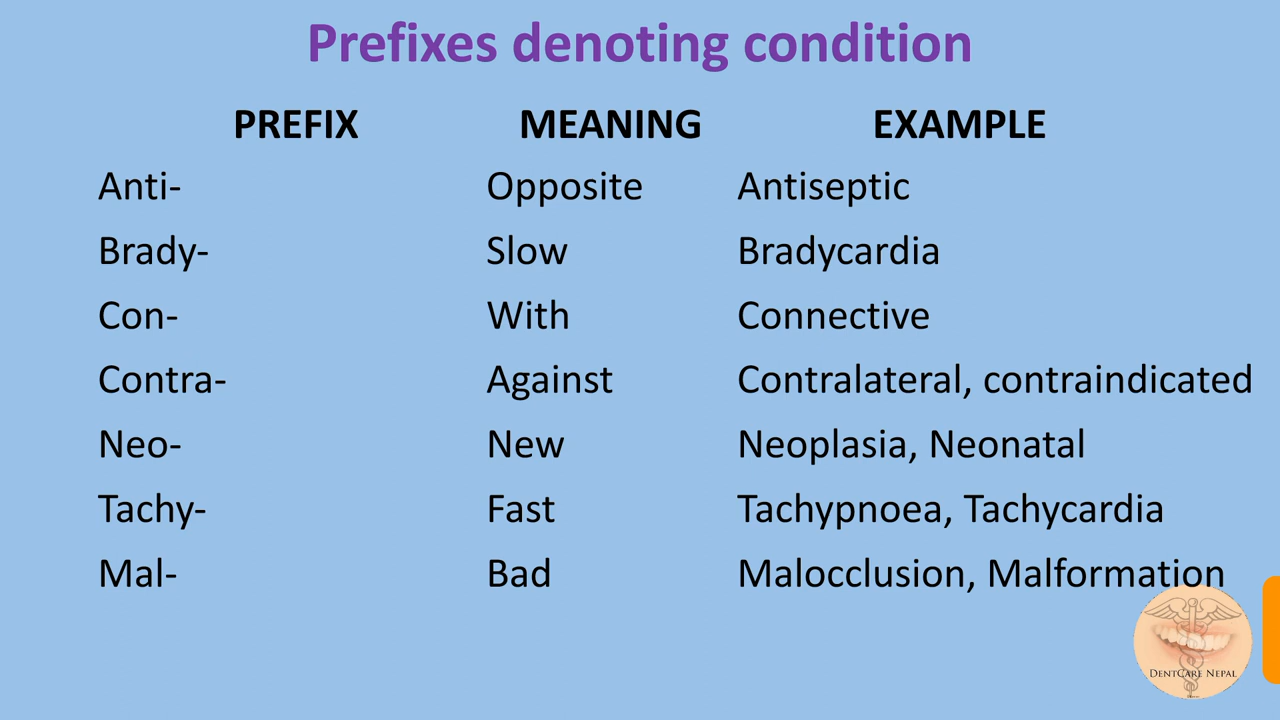 Prefixes denoting condition
PREFIX MEANING EXAMPLE
Anti- Opposite Antiseptic
Brady- Slow Bradycardia
Con- With Connective
Contra- Against Contralateral, contraindicated
Neo- New Neoplasia, Neonatal
Tachy- Fast Tachypnoea, Tachycardia
Mal- Bad Malocclusion, Malformation
DENTCARE NEPAL